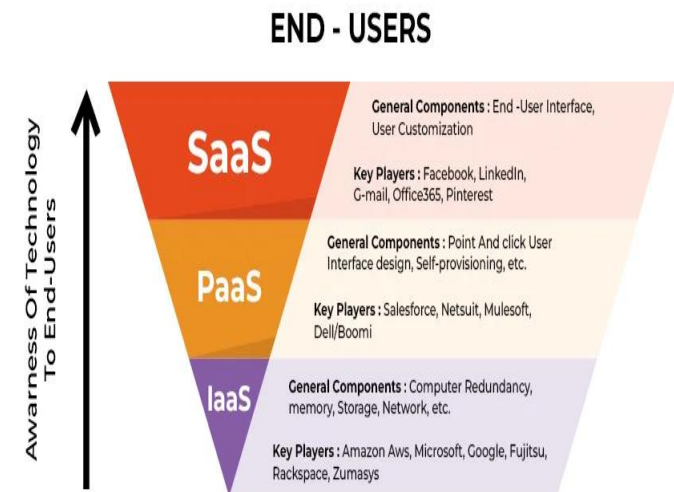 END - USERS
Awarness Of Technology
To End-Users
SaaS
General Components : End -User Interface,
User Customization
Key Players : Facebook, LinkedIn,
G-mail, Office365, Pinterest
PaaS
General Components : Point And click User
Interface design, Self-provisioning, etc.
Key Players : Salesforce, Netsuit, Mulesoft,
Dell/Boomi
IaaS
General Components : Computer Redundancy,
memory, Storage, Network, etc.
Key Players : Amazon Aws, Microsoft, Google, Fujitsu,
Rackspace, Zumasys